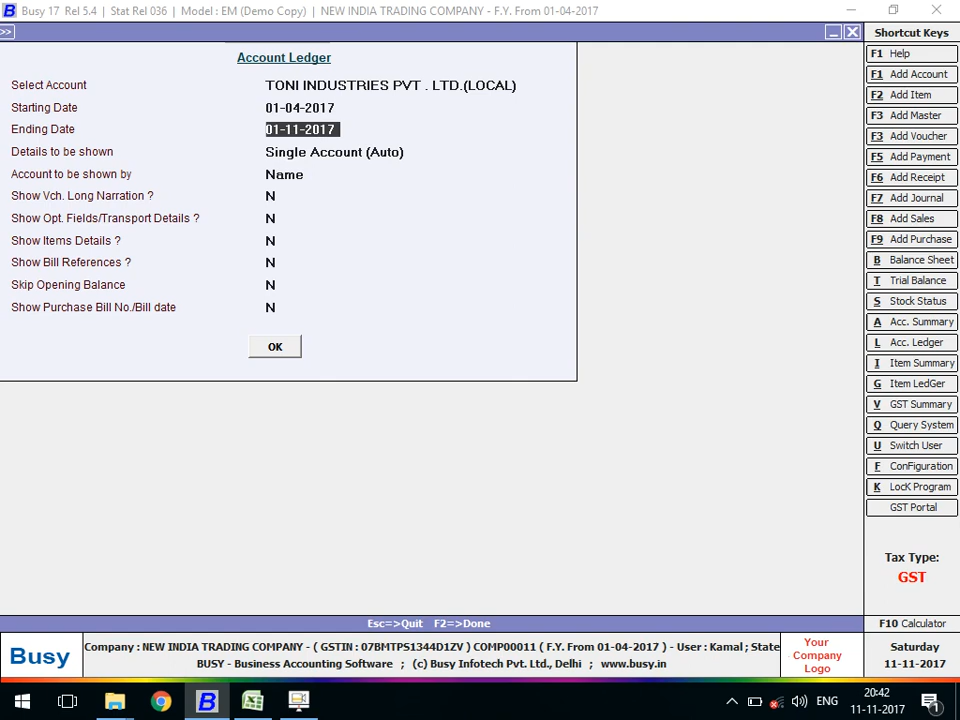 Busy 17 Rel 5.4 | Stat Rel 036 | Model : EM (Demo Copy) | NEW INDIA TRADING COMPANY - F.Y. From 01-04-2017
>>
Account Ledger
Select Account TONI INDUSTRIES PVT . LTD.(LOCAL)
Starting Date 01-04-2017
Ending Date 01-11-2017
Details to be shown Single Account (Auto)
Account to be shown by Name
Show Vch. Long Narration ? N
Show Opt. Fields/Transport Details ? N
Show Items Details ? N
Show Bill References ? N
Skip Opening Balance N
Show Purchase Bill No./Bill date N
OK
Shortcut Keys
F1 Help
F1 Add Account
F2 Add Item
F3 Add Master
F3 Add Voucher
F5 Add Payment
F6 Add Receipt
F7 Add Journal
F8 Add Sales
F9 Add Purchase
B Balance Sheet
T Trial Balance
S Stock Status
A Acc. Summary
L Acc. Ledger
I Item Summary
G Item LedGer
V GST Summary
Q Query System
U Switch User
F ConFiguration
K LocK Program
GST Portal
Tax Type:
GST
Esc=>Quit F2=>Done
F10 Calculator
Busy
Company : NEW INDIA TRADING COMPANY - ( GSTIN : 07BMTPS1344D1ZV ) COMP00011 ( F.Y. From 01-04-2017 ) - User : Kamal ; State
BUSY - Business Accounting Software ; (c) Busy Infotech Pvt. Ltd., Delhi ; www.busy.in
Your
Company
Logo
Saturday
11-11-2017
ENG
20:42
11-11-2017
1